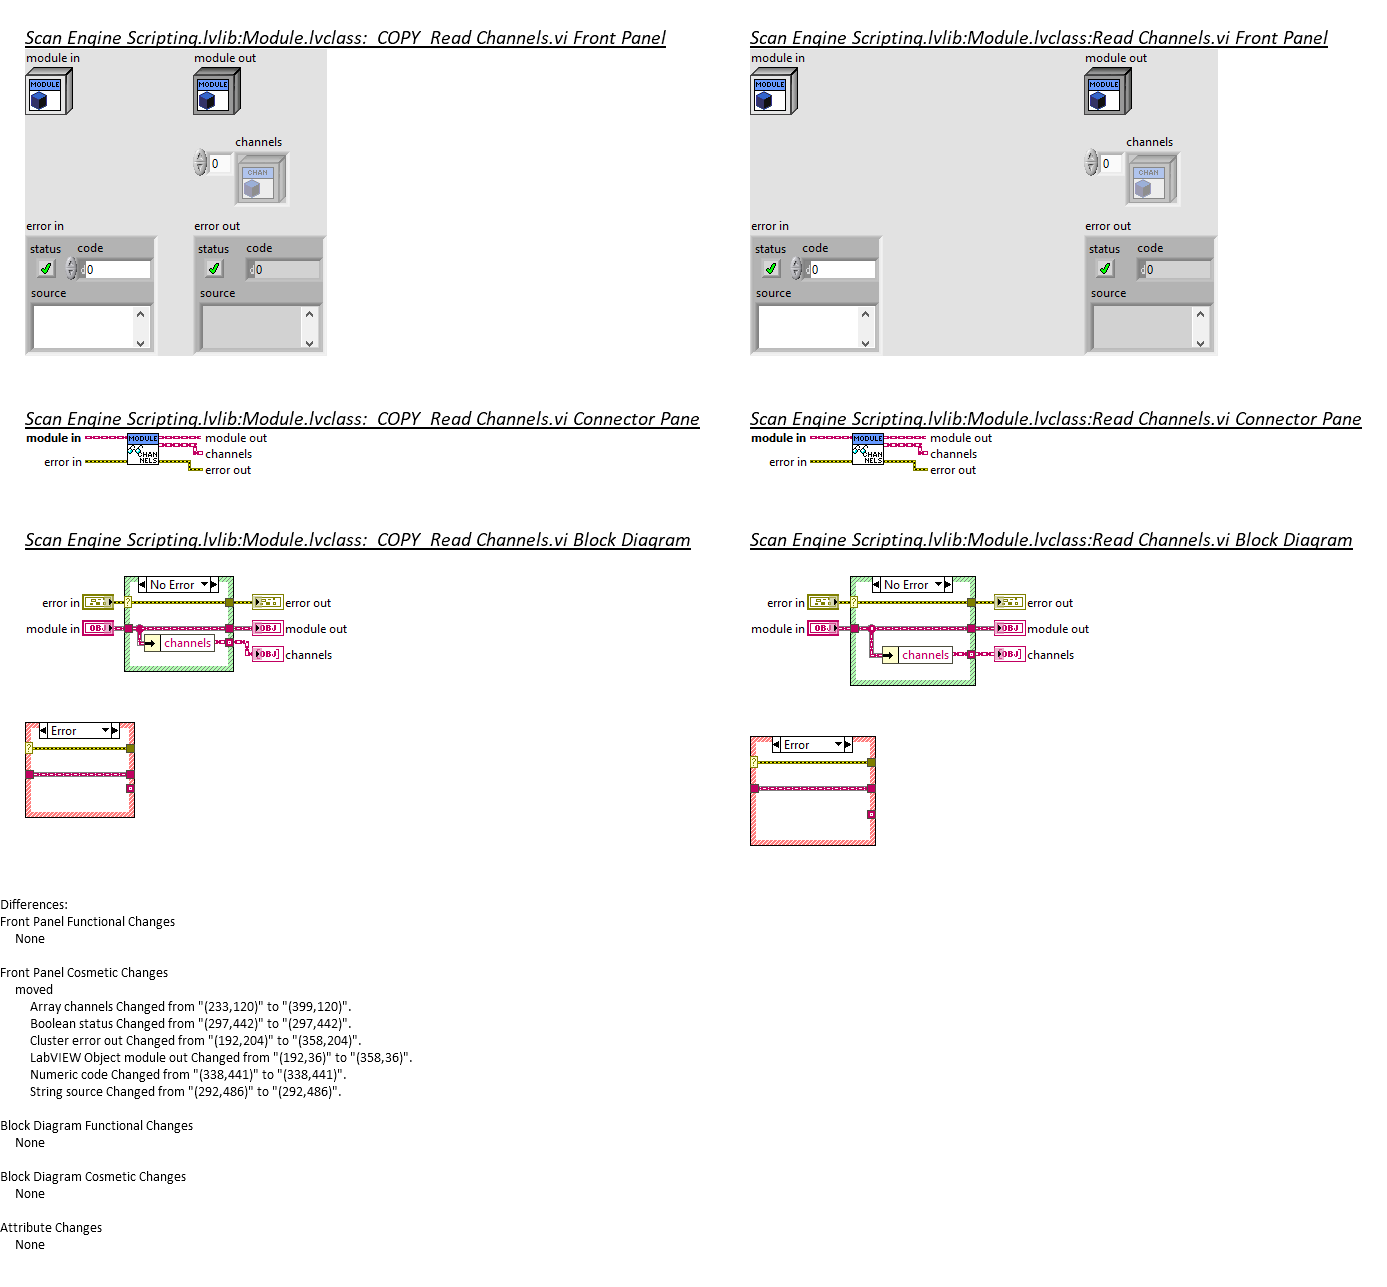 Scan Engine Scripting.lvlib:Module.lvclass:  COPY  Read Channels.vi Front Panel
module in
module out
MODULE
MODULE
channels
0
CHAN
error in
error out
status
code
status
code
d0
d0
source
source
Scan Engine Scripting.lvlib:Module.lvclass:Read Channels.vi Front Panel
module in
module out
MODULE
MODULE
channels
0
CHAN
error in
error out
status
code
status
code
d0
d0
source
source
Scan Engine Scripting.lvlib:Module.lvclass:  COPY  Read Channels.vi Connector Pane
module in
MODULE
module out
CHAN
channels
error in
NELS
error out
Scan Engine Scripting.lvlib:Module.lvclass:Read Channels.vi Connector Pane
module in
MODULE
module out
CHAN
channels
error in
NELS
error out
Scan Engine Scripting.lvlib:Module.lvclass:  COPY  Read Channels.vi Block Diagram
No Error
error in
?
error out
module in
OBJ
OBJ
module out
channels
OBJ
channels
Error
?
Scan Engine Scripting.lvlib:Module.lvclass:Read Channels.vi Block Diagram
No Error
error in
?
error out
module in
OBJ
OBJ
module out
channels
OBJ
channels
Error
?
Differences:
Front Panel Functional Changes
None
Front Panel Cosmetic Changes
moved
Array channels Changed from "(233,120)" to "(399,120)".
Boolean status Changed from "(297,442)" to "(297,442)".
Cluster error out Changed from "(192,204)" to "(358,204)".
LabVIEW Object module out Changed from "(192,36)" to "(358,36)".
Numeric code Changed from "(338,441)" to "(338,441)".
String source Changed from "(292,486)" to "(292,486)".
Block Diagram Functional Changes
None
Block Diagram Cosmetic Changes
None
Attribute Changes
None